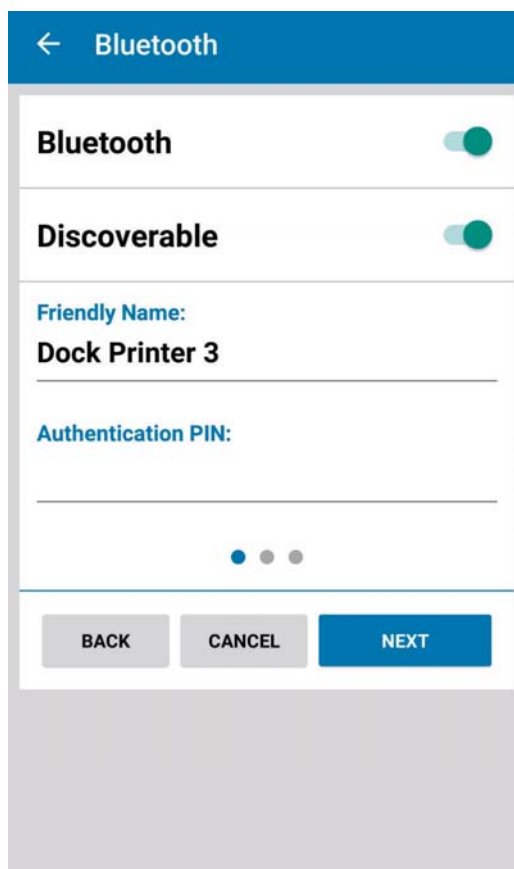 Bluetooth
Bluetooth
Discoverable
Friendly Name:
Dock Printer 3
Authentication PIN:
BACK CANCEL NEXT